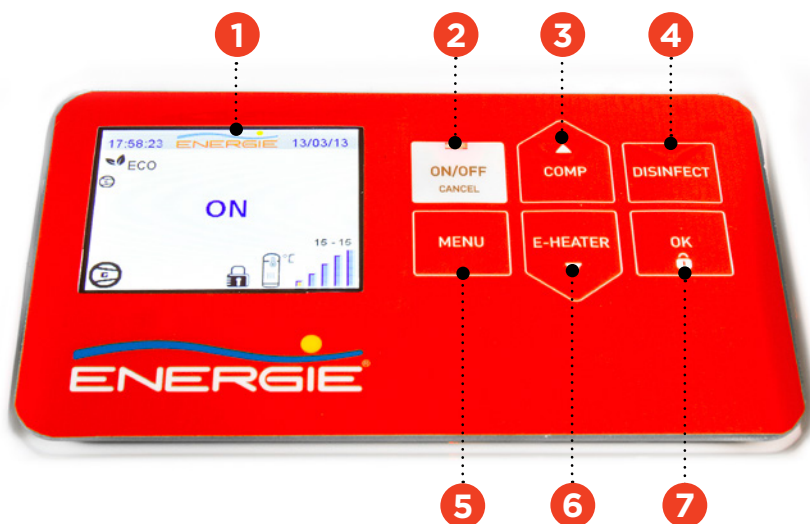 1
2
3
4
17:58:23 ENERGIE 13/03/13
ECO
ON
15 - 15
°C
C
ON/OFF
CANCEL
COMP
DISINFECT
MENU
E-HEATER
OK
ENERGIE®
5
6
7